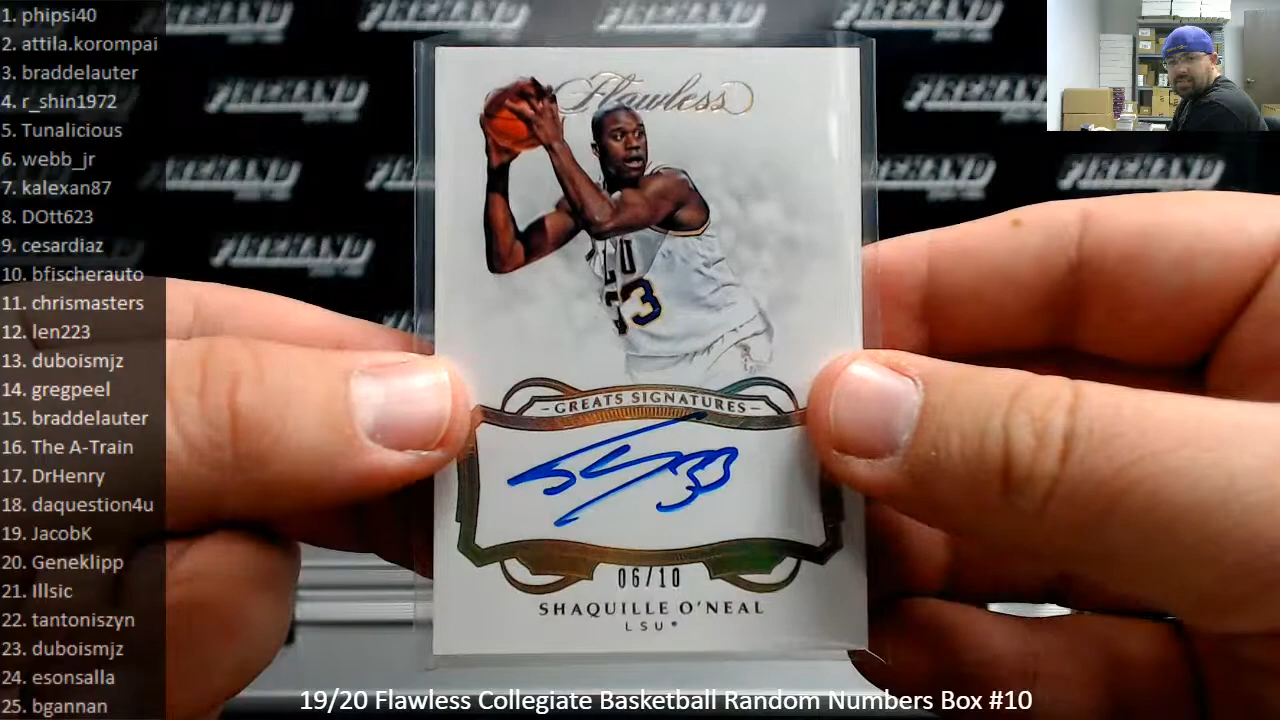 1. phipsi40
2. attila.korompai
3. braddelauter
4. r_shin1972
5. Tunalicious
6. webb_jr
7. kalexan87
8. DOtt623
9. cesardiaz
10. bfischerauto
11. chrismasters
12. len223
13. duboismjz
14. gregpeel
15. braddelauter
16. The A-Train
17. DrHenry
18. daquestion4u
19. JacobK
20. Geneklipp
21. Illsic
22. tantoniszyn
23. duboismjz
24. esonsalla
25. bgannan
Flawless
LSU
33
-GREATS SIGNATURES-
33
06/10
SHAQUILLE O'NEAL
LSU
19/20 Flawless Collegiate Basketball Random Numbers Box #10